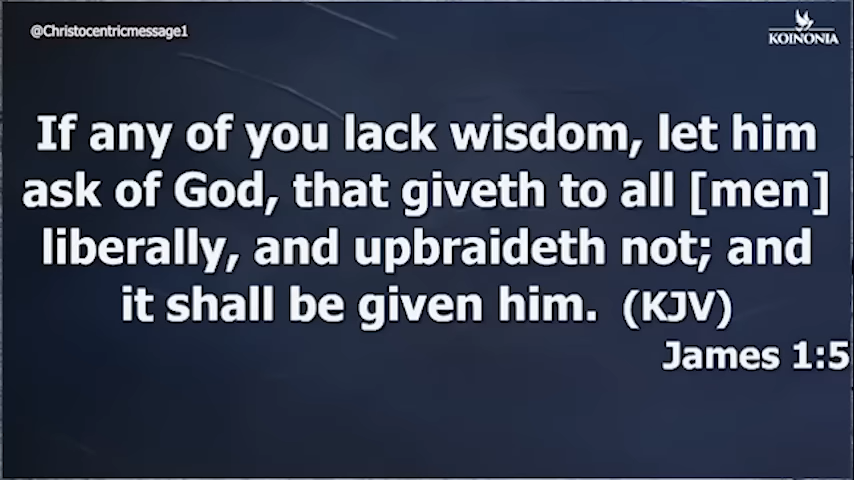 @Christocentricmessage1
KOINONIA
If any of you lack wisdom, let him
ask of God, that giveth to all [men]
liberally, and upbraideth not; and
it shall be given him. (KJV)
James 1:5